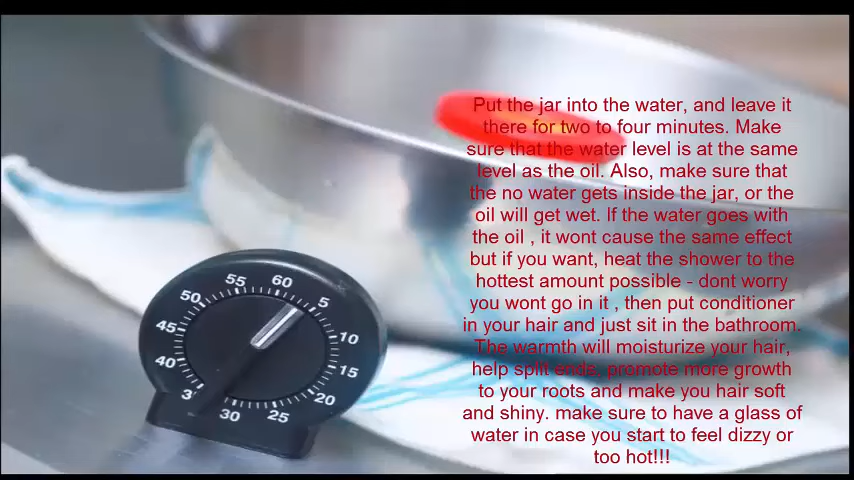 Put the jar into the water, and leave it
there for two to four minutes. Make
sure that the water level is at the same
level as the oil. Also, make sure that
the no water gets inside the jar, or the
oil will get wet. If the water goes with
the oil , it wont cause the same effect
but if you want, heat the shower to the
hottest amount possible - dont worry
you wont go in it , then put conditioner
in your hair and just sit in the bathroom.
The warmth will moisturize your hair,
help split ends, promote more growth
to your roots and make you hair soft
and shiny. make sure to have a glass of
water in case you start to feel dizzy or
too hot!!!
60
5
10
15
20
25
30
40
45
50
55